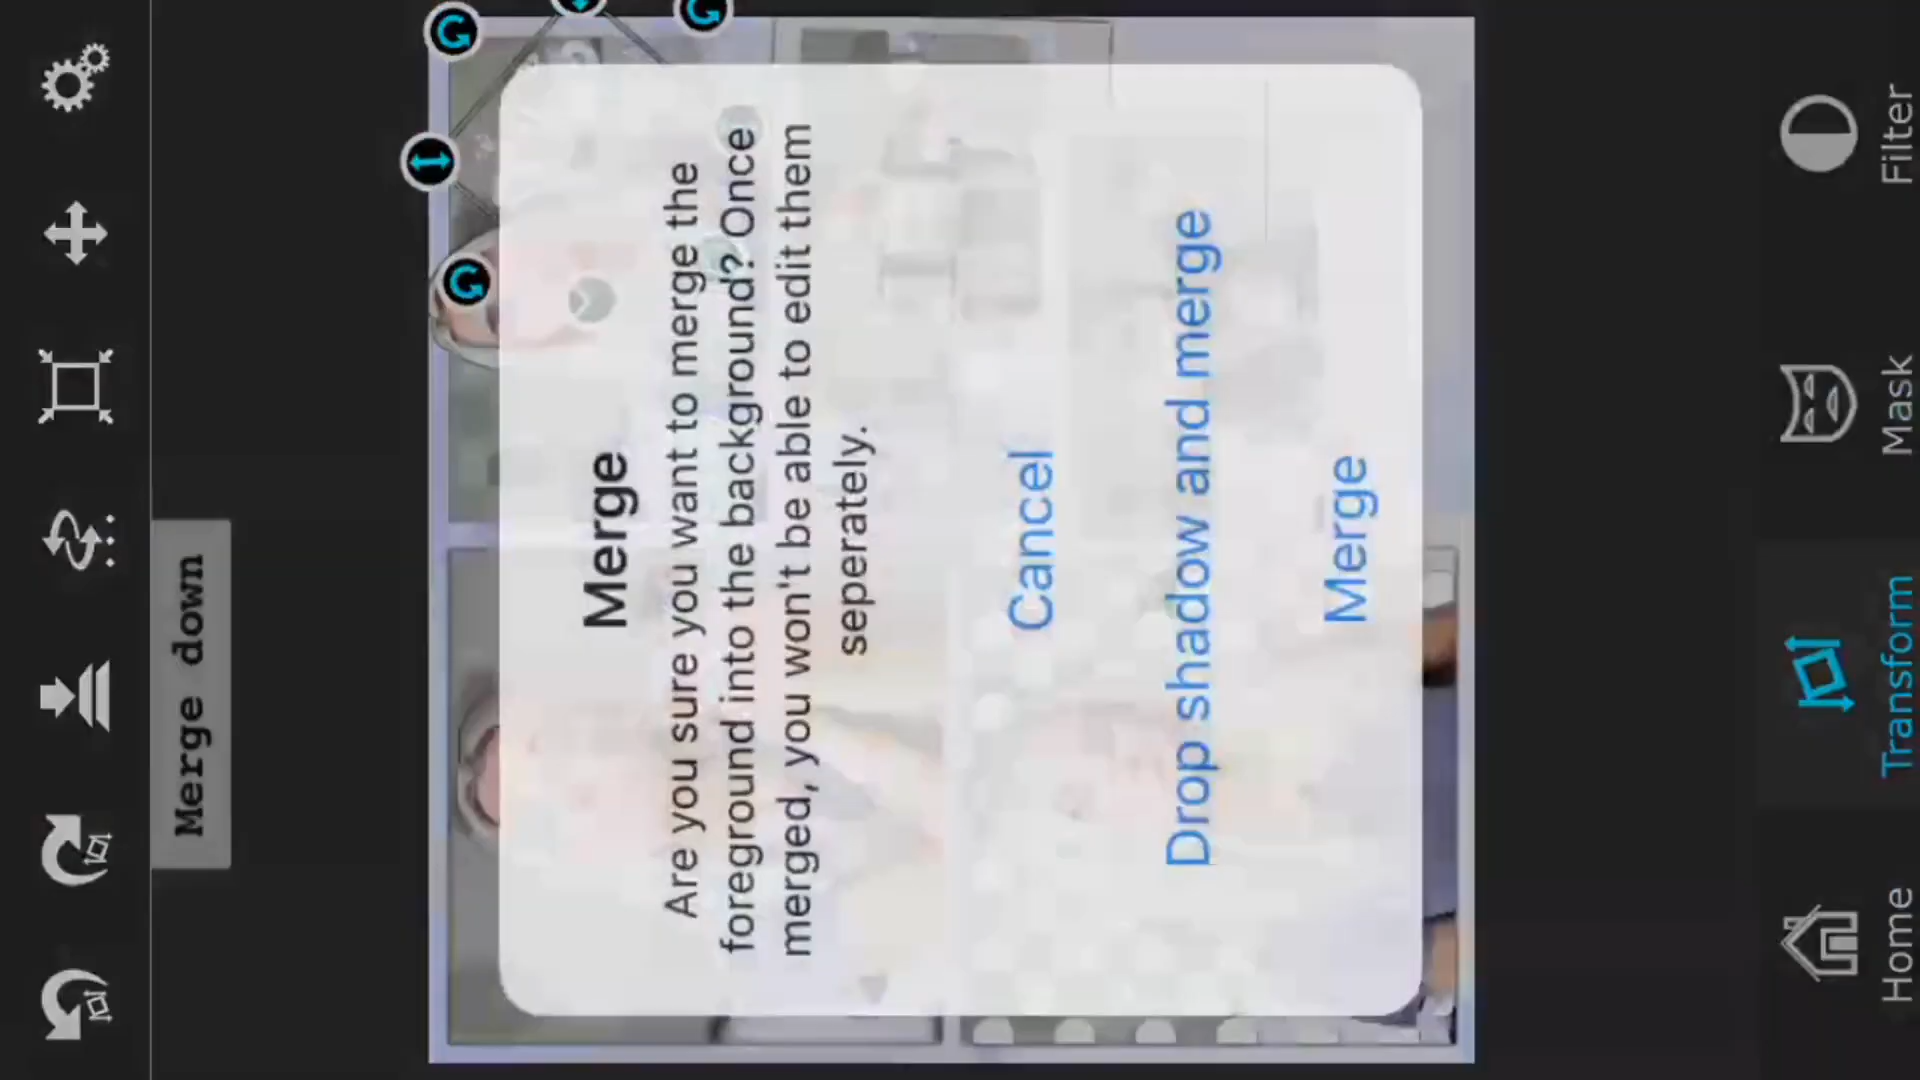 Merge down
Merge
Are you sure you want to merge the
foreground into the background? Once
merged, you won't be able to edit them
seperately.
Cancel
Drop shadow and merge
Merge
Home
Transform
Mask
Filter